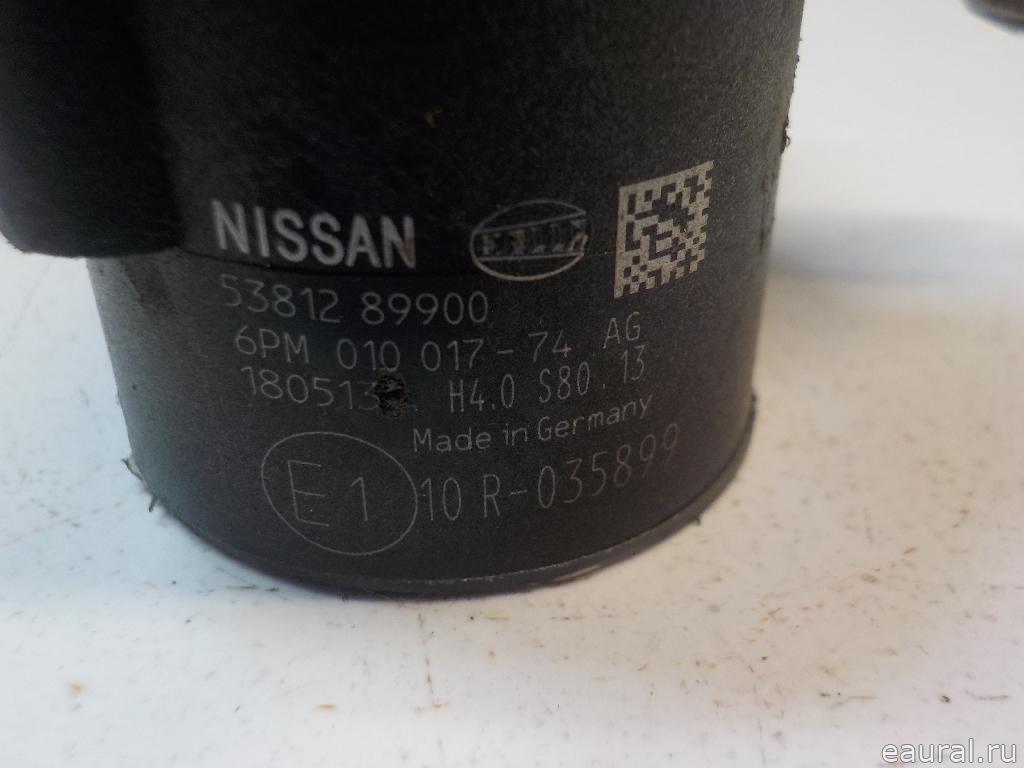 NISSAN HELLA
53812 89900
6PM 010 017-74 AG
H4.0 S80.13
Made in Germany
E1 10 R-035899
eaural.ru